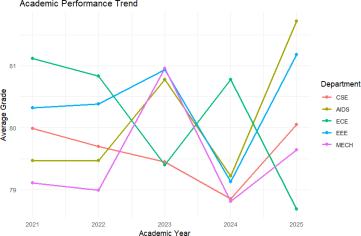 Academic Performance Trend
Average Grade
81
80
79
2021 2022 2023 2024 2025
Academic Year
Department
CSE
AIDS
ECE
EEE
MECH